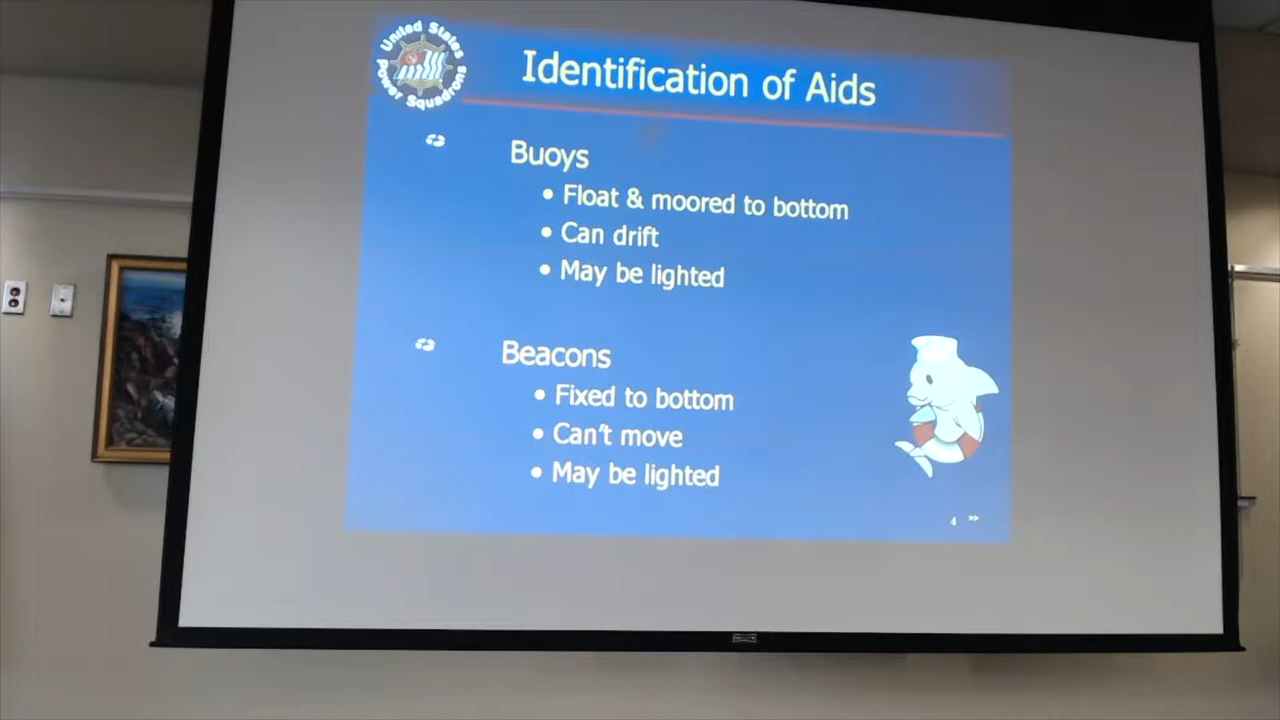 United States
Power Squadrons
Identification of Aids
Buoys
• Float & moored to bottom
• Can drift
• May be lighted
Beacons
• Fixed to bottom
• Can't move
• May be lighted
4